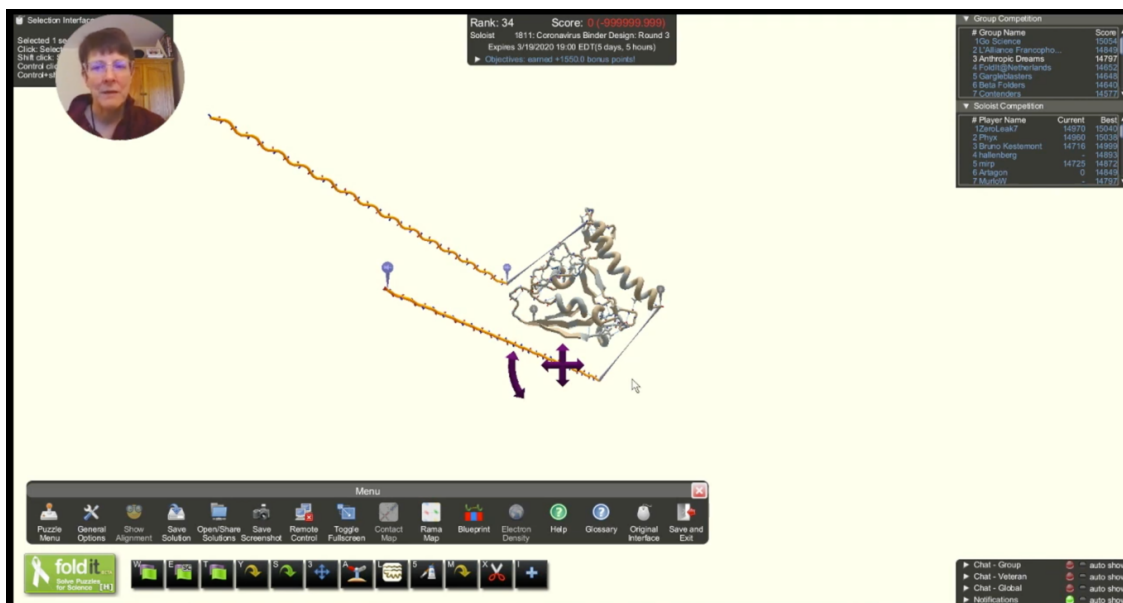 Selection Interface
Selected 1 se
Click: Select
Shift click: S
Control clic
Control+sh
Rank: 34 Score: 0 (-999999.999)
Soloist 1811: Coronavirus Binder Design: Round 3
Expires 3/19/2020 19:00 EDT(5 days, 5 hours)
Objectives: earned +1550.0 bonus points!
Group Competition
# Group Name Score
1Go Science 15054
2 L'Alliance Francopho... 14849
3 Anthropic Dreams 14797
4 FoldIt@Netherlands 14652
5 Gargleblasters 14648
6 Beta Folders 14640
7 Contenders 14577
Soloist Competition
# Player Name Current Best
1ZeroLeak7 14970 15040
2 Phyx 14960 15038
3 Bruno Kestemont 14716 14999
4 hallenberg - 14893
5 mirp 14725 14872
6 Artagon 0 14849
7 MurloW - 14797
Menu
Puzzle Menu
General Options
Show Alignment
Save Solution
Open/Share Solutions
Save Screenshot
Remote Control
Toggle Fullscreen
Contact Map
Rama Map
Blueprint
Electron Density
Help
Glossary
Original Interface
Save and Exit
foldit
Solve Puzzles
for Science [H]
W E T Y S 3 A L 5 M X I
Chat - Group auto show
Chat - Veteran auto show
Chat - Global auto show
Notifications auto show